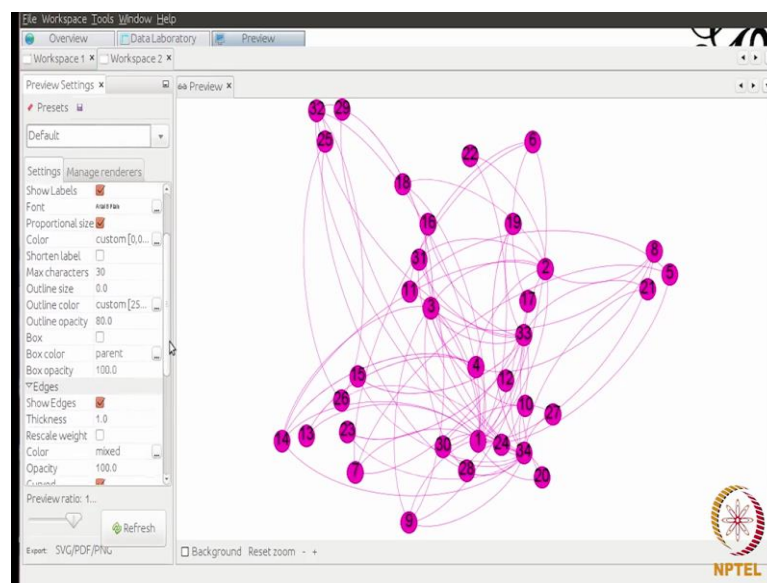 File Workspace Tools Window Help
Overview Data Laboratory Preview
Workspace 1 × Workspace 2 ×
Preview Settings ×
Presets
Default
Settings Manage renderers
Show Labels
Font
Proportional size
Color custom [0,0... ...
Shorten label
Max characters 30
Outline size 0.0
Outline color custom [25... ...
Outline opacity 80.0
Box
Box color parent ...
Box opacity 100.0
Edges
Show Edges
Thickness 1.0
Rescale weight
Color mixed ...
Opacity 100.0
Curved
Preview ratio: 1...
Refresh
Export: SVG/PDF/PNG
Preview ×
32 29
25
22 6
18
16 19
31 2 8
5
11 17 21
3
33
15 4
12
26 10 27
14 13 23
30 1 24 34
7 28 20
9
Background Reset zoom - +
NPTEL